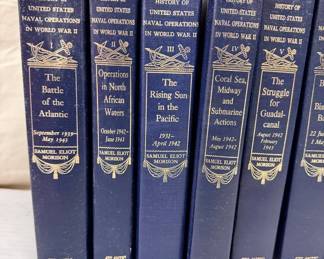 HISTORY OF
UNITED STATES
NAVAL OPERATIONS
IN WORLD WAR II
I
The
Battle of
the
Atlantic
September 1939-
May 1943
SAMUEL ELIOT
MORISON
HISTORY OF
UNITED STATES
NAVAL OPERATIONS
IN WORLD WAR II
II
Operations
in North
African
Waters
October 1942-
June 1943
SAMUEL ELIOT
MORISON
HISTORY OF
UNITED STATES
NAVAL OPERATIONS
IN WORLD WAR II
III
The
Rising Sun
in the
Pacific
1931-
April 1942
SAMUEL ELIOT
MORISON
HISTORY OF
UNITED STATES
NAVAL OPERATIONS
IN WORLD WAR II
IV
Coral Sea,
Midway and
Submarine
Actions
May 1942-
August 1942
SAMUEL ELIOT
MORISON
HISTORY OF
UNITED STATES
NAVAL OPERATIONS
IN WORLD WAR II
V
The
Struggle
for
Guadal-
canal
August 1942
February
1943
SAMUEL ELIOT
MORISON